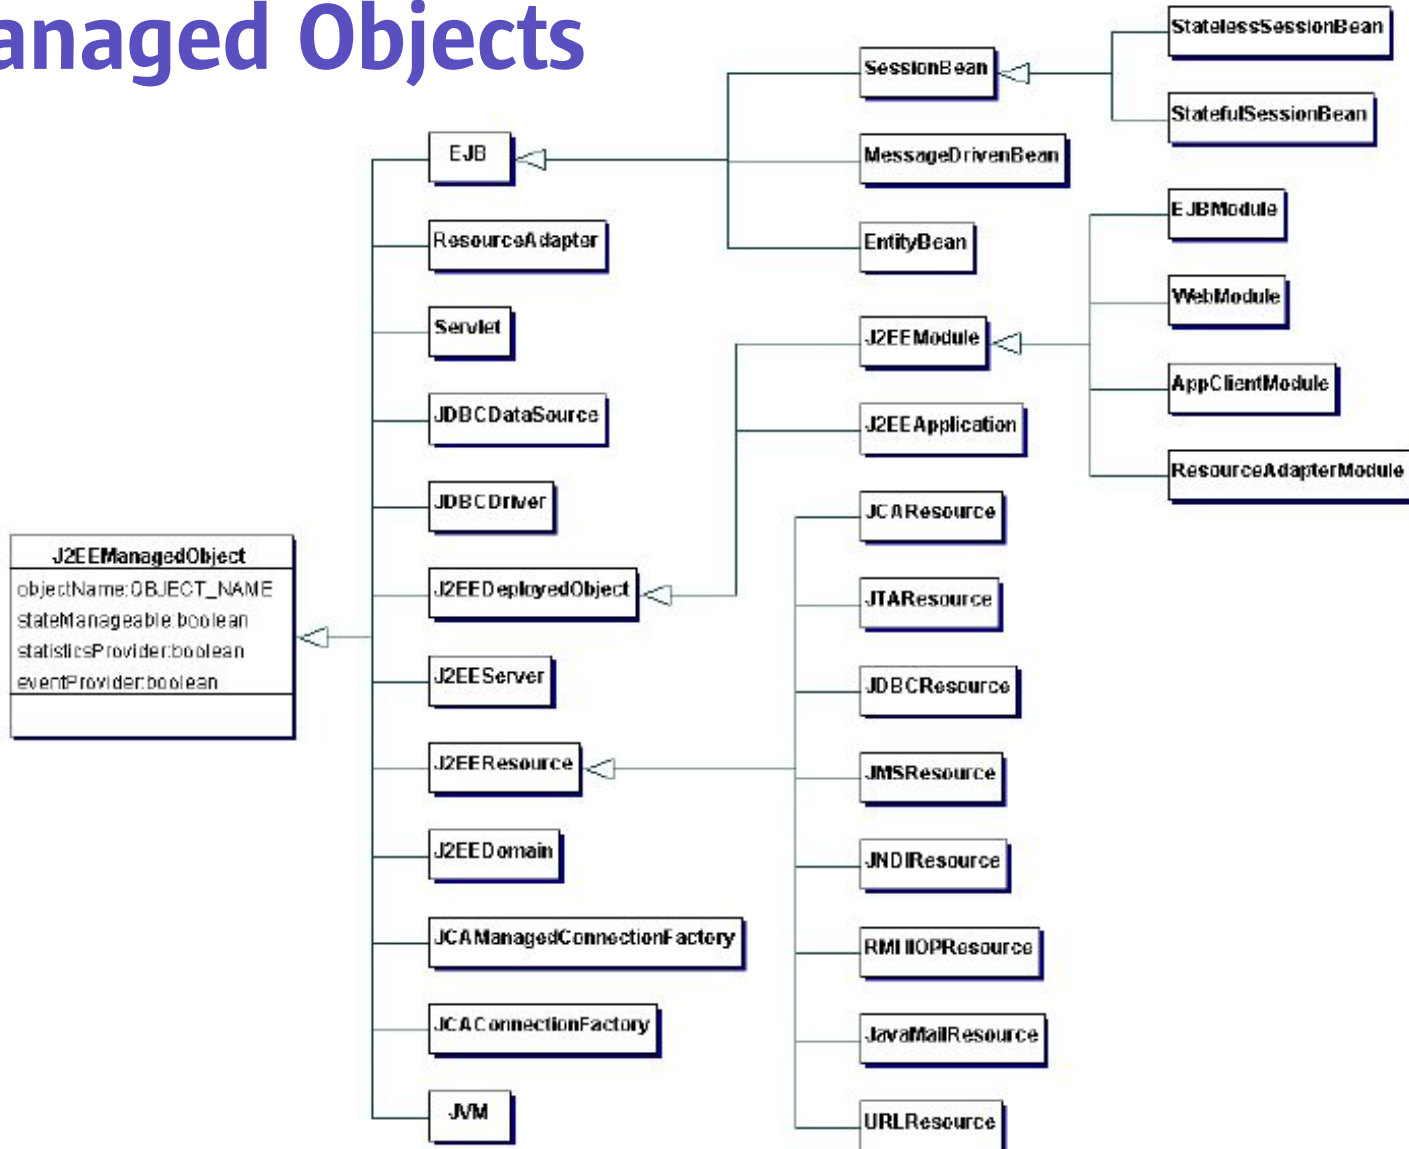 anaged Objects
StatelessSessionBean
SessionBean
StatefulSessionBean
EJB
MessageDrivenBean
EJBModule
ResourceAdapter
EntityBean
WebModule
Servlet
J2EEModule
AppClientModule
JDBCDataSource
J2EEApplication
ResourceAdapterModule
JDBCDriver
JCAResource
J2EEManagedObject
objectName:OBJECT_NAME
stateManageable:boolean
statisticsProvider:boolean
eventProvider:boolean
J2EEDeployedObject
JTAResource
J2EEServer
JDBCResource
J2EEResource
JMSResource
J2EEDomain
JNDIResource
JCAManagedConnectionFactory
RMIIIOPResource
JCAConnectionFactory
JavaMailResource
JVM
URLResource